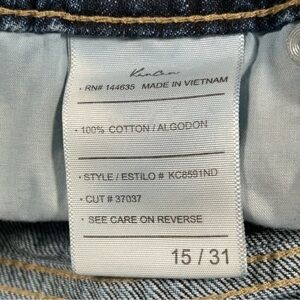 KanCan
· RN# 144635 MADE IN VIETNAM
· 100% COTTON / ALGODON
· STYLE / ESTILO # KC8591ND
· CUT # 37037
· SEE CARE ON REVERSE
15 / 31